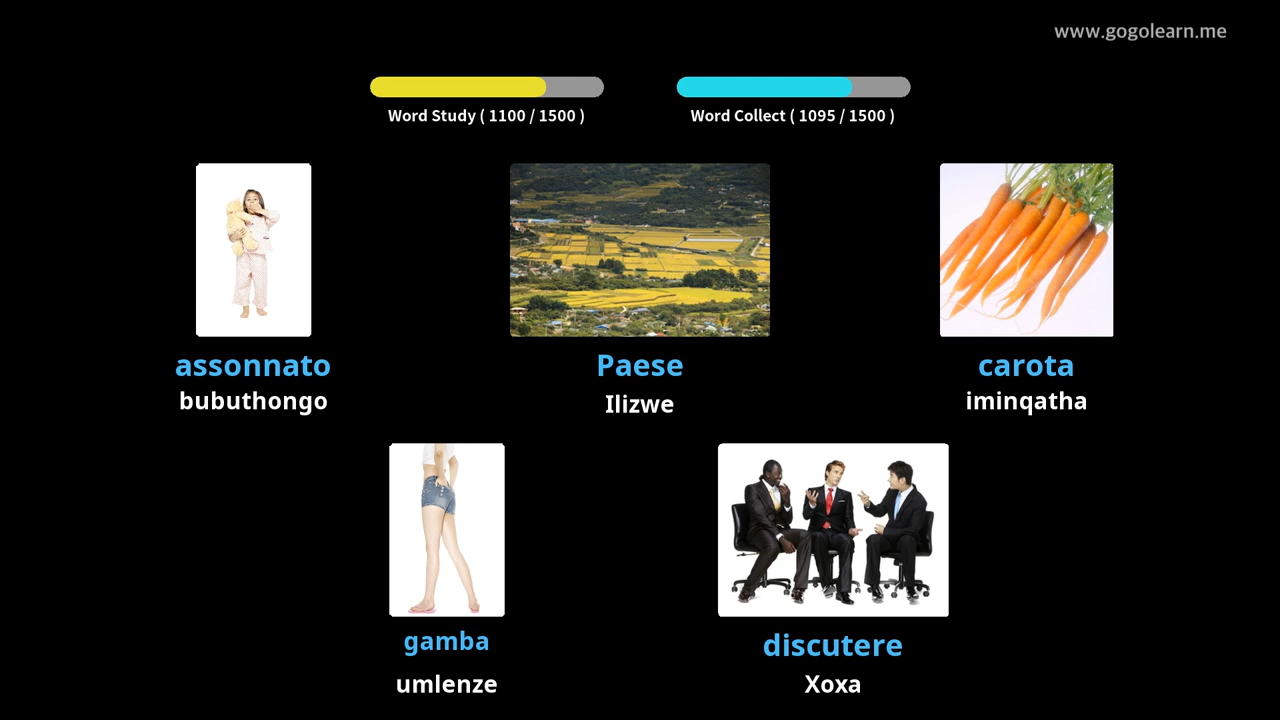 www.gogolearn.me
Word Study ( 1100 / 1500 )
Word Collect ( 1095 / 1500 )
assonnato
bubuthongo
Paese
Ilizwe
carota
iminqatha
gamba
umlenze
discutere
Xoxa